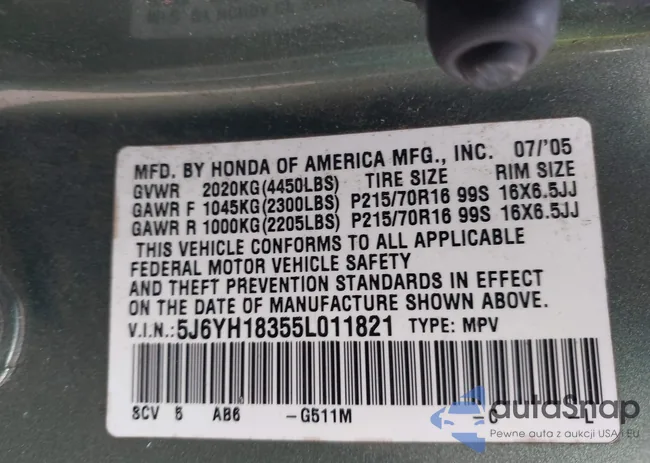 MFD. BY HONDA OF AMERICA MFG., INC. 07/'05
GVWR 2020KG(4450LBS) TIRE SIZE RIM SIZE
GAWR F 1045KG(2300LBS) P215/70R16 99S 16X6.5JJ
GAWR R 1000KG(2205LBS) P215/70R16 99S 16X6.5JJ
THIS VEHICLE CONFORMS TO ALL APPLICABLE
FEDERAL MOTOR VEHICLE SAFETY
AND THEFT PREVENTION STANDARDS IN EFFECT
ON THE DATE OF MANUFACTURE SHOWN ABOVE.
V.I.N.:5J6YH18355L011821 TYPE: MPV
SCV 5 AB6 -G511M -C L
autoSnap
Pewne auta z aukcji USA i EU